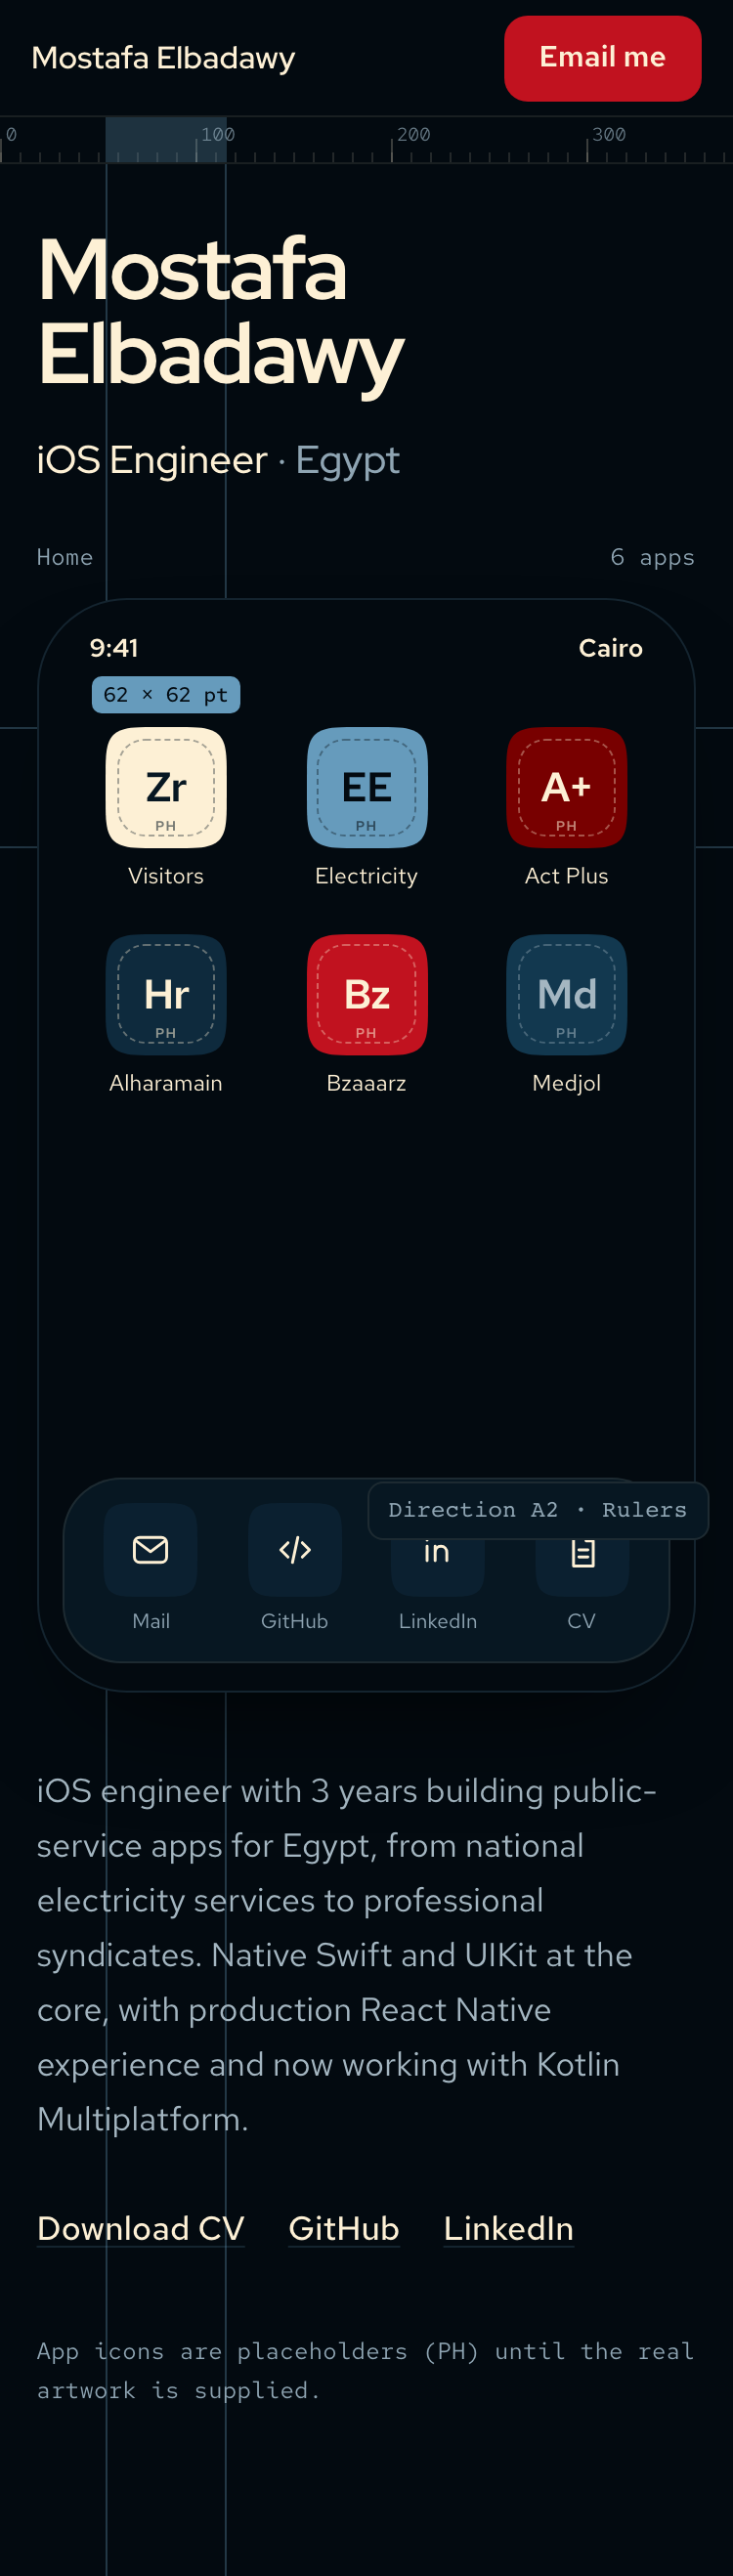 Mostafa Elbadawy
Email me
0 100 200 300
Mostafa
Elbadawy
iOS Engineer · Egypt
Home
6 apps
9:41
Cairo
62 × 62 pt
Zr
PH
EE
PH
A+
PH
Visitors
Electricity
Act Plus
Hr
PH
Bz
PH
Md
PH
Alharamain
Bzaaarz
Medjol
Direction A2 · Rulers
in
Mail
GitHub
LinkedIn
CV
iOS engineer with 3 years building public-
service apps for Egypt, from national
electricity services to professional
syndicates. Native Swift and UIKit at the
core, with production React Native
experience and now working with Kotlin
Multiplatform.
Download CV
GitHub
LinkedIn
App icons are placeholders (PH) until the real
artwork is supplied.